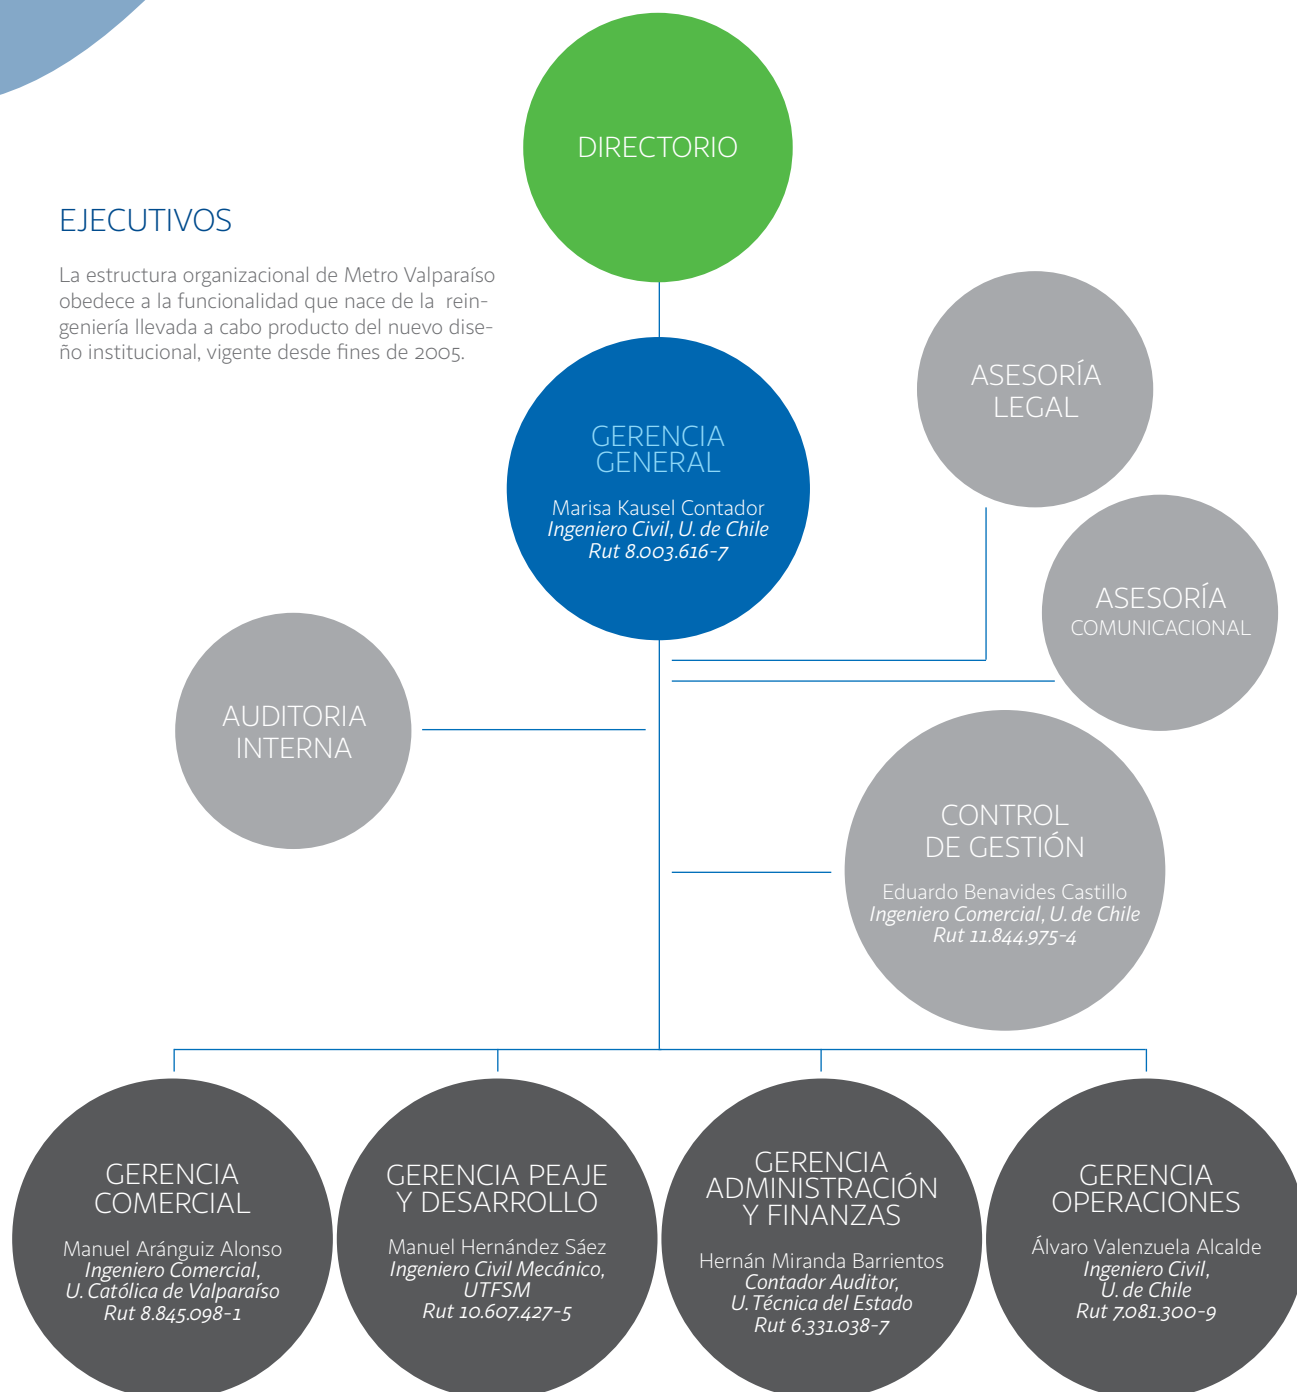 DIRECTORIO
EJECUTIVOS
La estructura organizacional de Metro Valparaíso
obedece a la funcionalidad que nace de la rein-
geniería llevada a cabo producto del nuevo dise-
ño institucional, vigente desde fines de 2005.
GERENCIA
GENERAL
Marisa Kausel Contador
Ingeniero Civil, U. de Chile
Rut 8.003.616-7
ASESORÍA
LEGAL
ASESORÍA
COMUNICACIONAL
AUDITORIA
INTERNA
CONTROL
DE GESTIÓN
Eduardo Benavides Castillo
Ingeniero Comercial, U. de Chile
Rut 11.844.975-4
GERENCIA
COMERCIAL
Manuel Aránguiz Alonso
Ingeniero Comercial,
U. Católica de Valparaíso
Rut 8.845.098-1
GERENCIA PEAJE
Y DESARROLLO
Manuel Hernández Sáez
Ingeniero Civil Mecánico,
UTFSM
Rut 10.607.427-5
GERENCIA
ADMINISTRACIÓN
Y FINANZAS
Hernán Miranda Barrientos
Contador Auditor,
U. Técnica del Estado
Rut 6.331.038-7
GERENCIA
OPERACIONES
Álvaro Valenzuela Alcalde
Ingeniero Civil,
U. de Chile
Rut 7.081.300-9